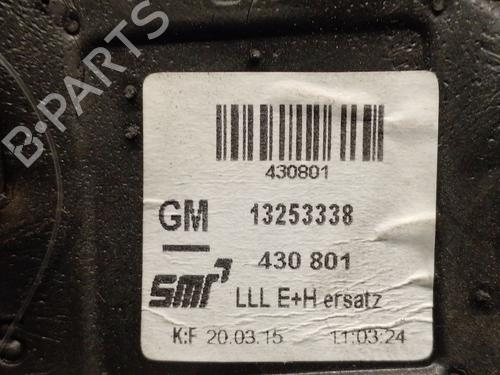 B-PARTS
430801
GM 13253338
430 801
smr LLL E+H ersatz
K:F 20.03.15 11:03:24